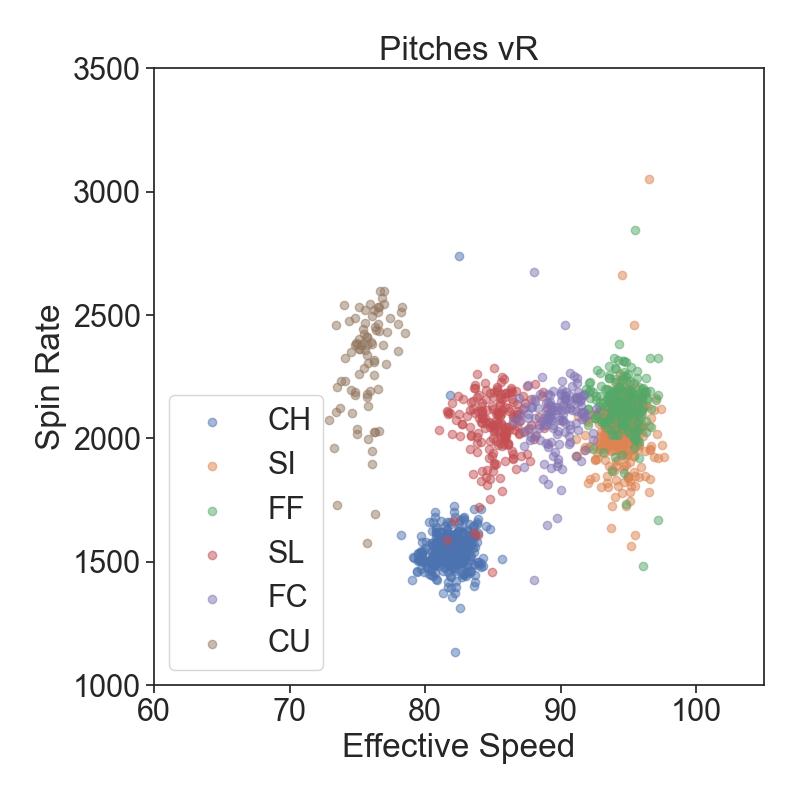 Pitches vR
3500
3000
2500
2000
1500
1000
Spin Rate
CH
SI
FF
SL
FC
CU
60 70 80 90 100
Effective Speed